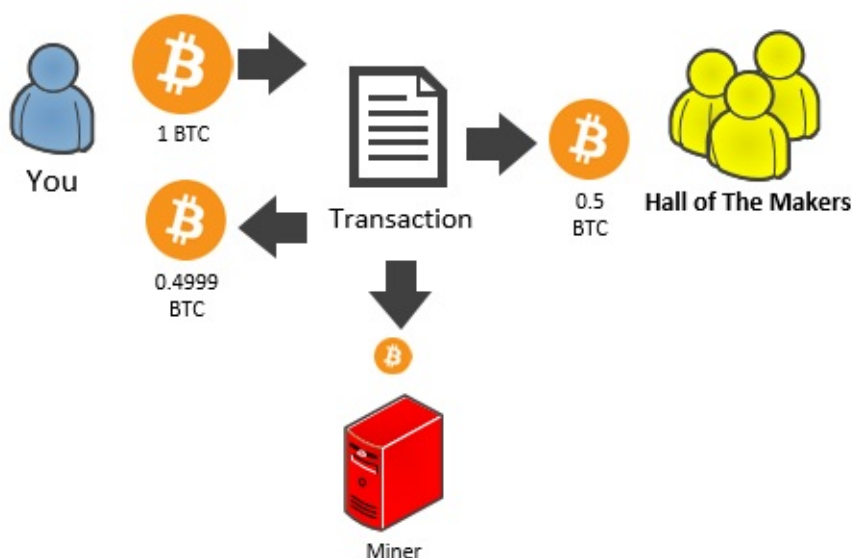 1 BTC
You
Transaction
0.5
BTC
Hall of The Makers
0.4999
BTC
Miner